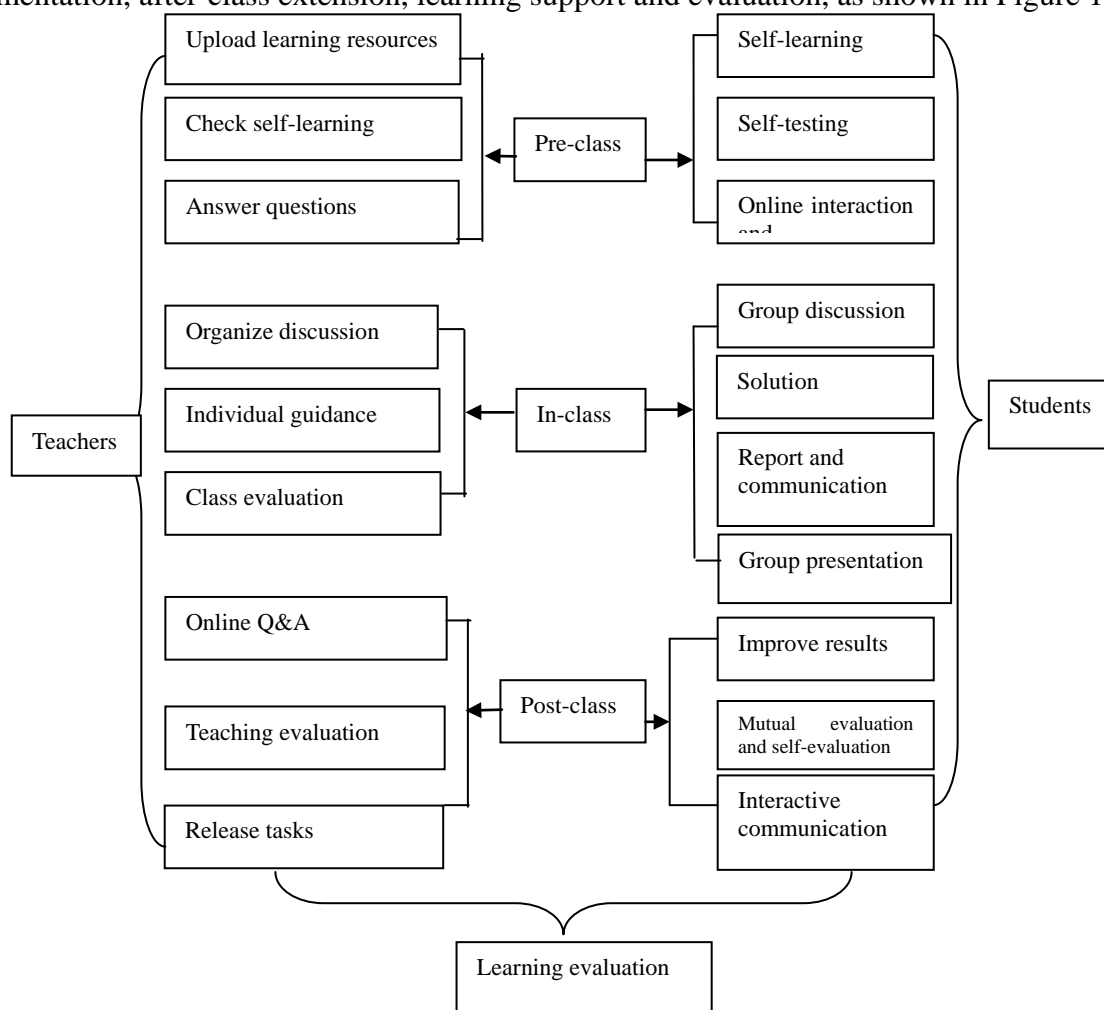 mentation, after-class extension, learning support and evaluation, as shown in Figure 1
Upload learning resources
Check self-learning
Answer questions
Pre-class
Self-learning
Self-testing
Online interaction
and
Organize discussion
Individual guidance
Class evaluation
In-class
Group discussion
Solution
Report and
communication
Group presentation
Teachers
Students
Online Q&A
Teaching evaluation
Release tasks
Post-class
Improve results
Mutual evaluation
and self-evaluation
Interactive
communication
Learning evaluation